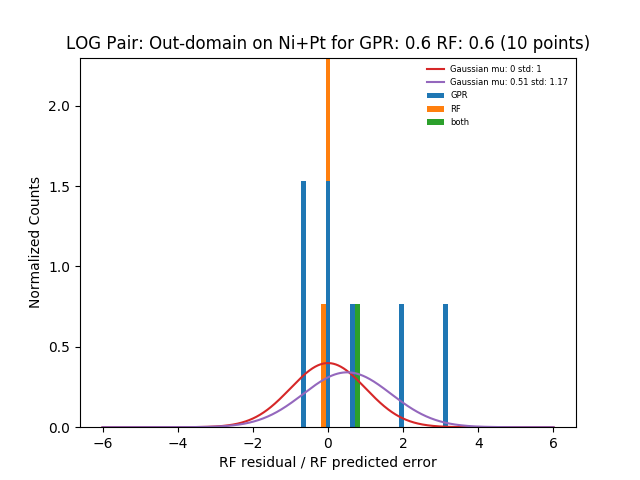 LOG Pair: Out-domain on Ni+Pt for GPR: 0.6 RF: 0.6 (10 points)
Gaussian mu: 0 std: 1
Gaussian mu: 0.51 std: 1.17
GPR
RF
both
Normalized Counts
2.0
1.5
1.0
0.5
0.0
−6 −4 −2 0 2 4 6
RF residual / RF predicted error